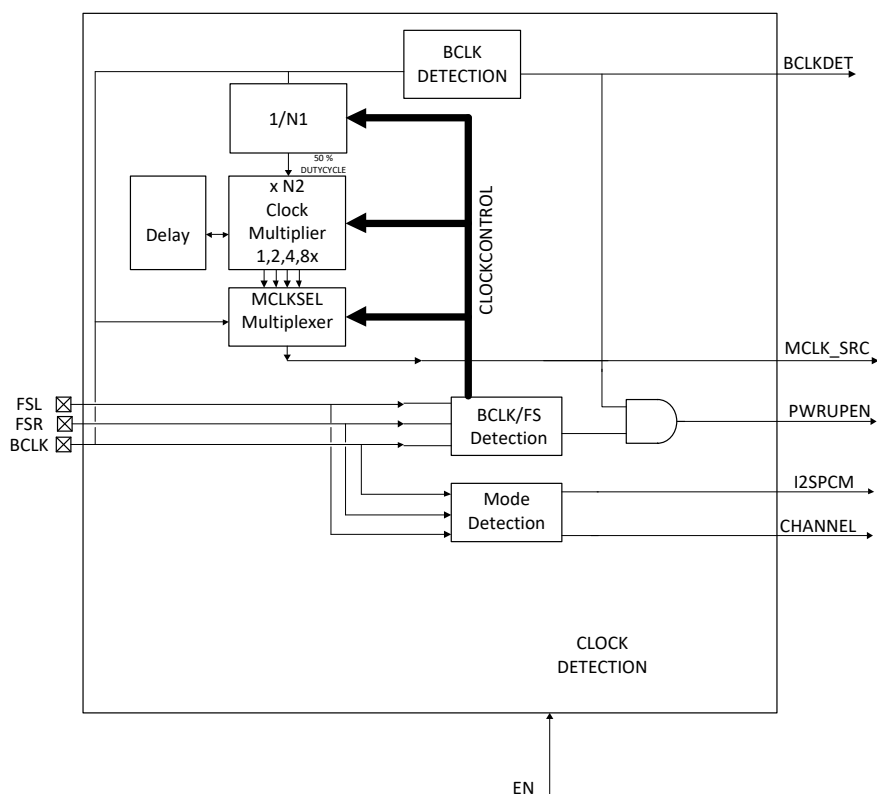 BCLK
DETECTION
BCLKDET
1/N1
50 %
DUTYCYCLE
x N2
Clock
Multiplier
1,2,4,8x
Delay
CLOCKCONTROL
MCLKSEL
Multiplexer
MCLK_SRC
FSL
FSR
BCLK
BCLK/FS
Detection
PWRUPEN
Mode
Detection
I2SPCM
CHANNEL
CLOCK
DETECTION
EN